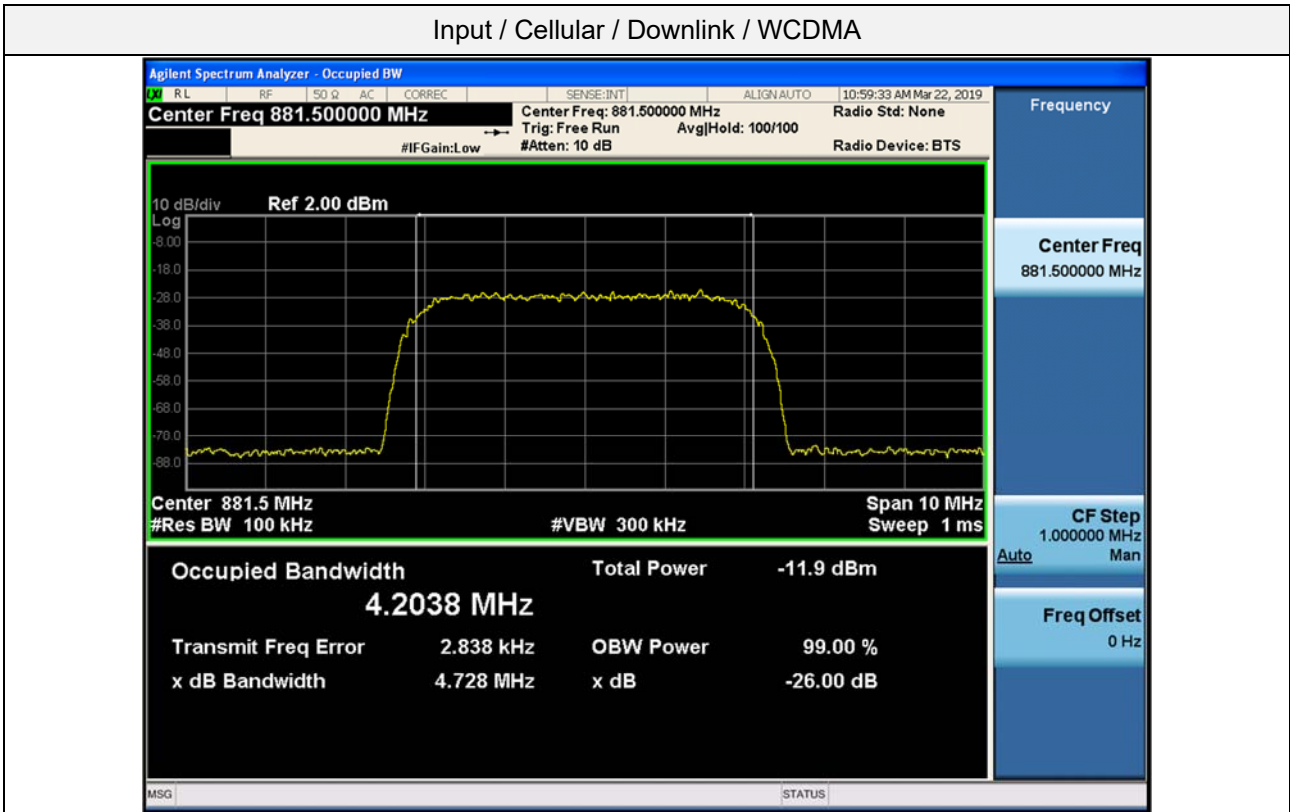 Input / Cellular / Downlink / WCDMA
Agilent Spectrum Analyzer - Occupied BW
LXI RL RF 50 Ω AC CORREC SENSE:INT ALIGN AUTO 10:59:33 AM Mar 22, 2019
Center Freq 881.500000 MHz
Center Freq: 881.500000 MHz
Radio Std: None
Trig: Free Run Avg|Hold: 100/100
#IFGain:Low
#Atten: 10 dB
Radio Device: BTS
Frequency
10 dB/div Ref 2.00 dBm
Log
-8.00
-18.0
-28.0
-38.0
-48.0
-58.0
-68.0
-70.0
-88.0
Center 881.5 MHz Span 10 MHz
#Res BW 100 kHz #VBW 300 kHz Sweep 1 ms
Center Freq
881.500000 MHz
CF Step
1.000000 MHz
Auto Man
Freq Offset
0 Hz
Occupied Bandwidth Total Power -11.9 dBm
4.2038 MHz
Transmit Freq Error 2.838 kHz OBW Power 99.00 %
x dB Bandwidth 4.728 MHz x dB -26.00 dB
MSG STATUS